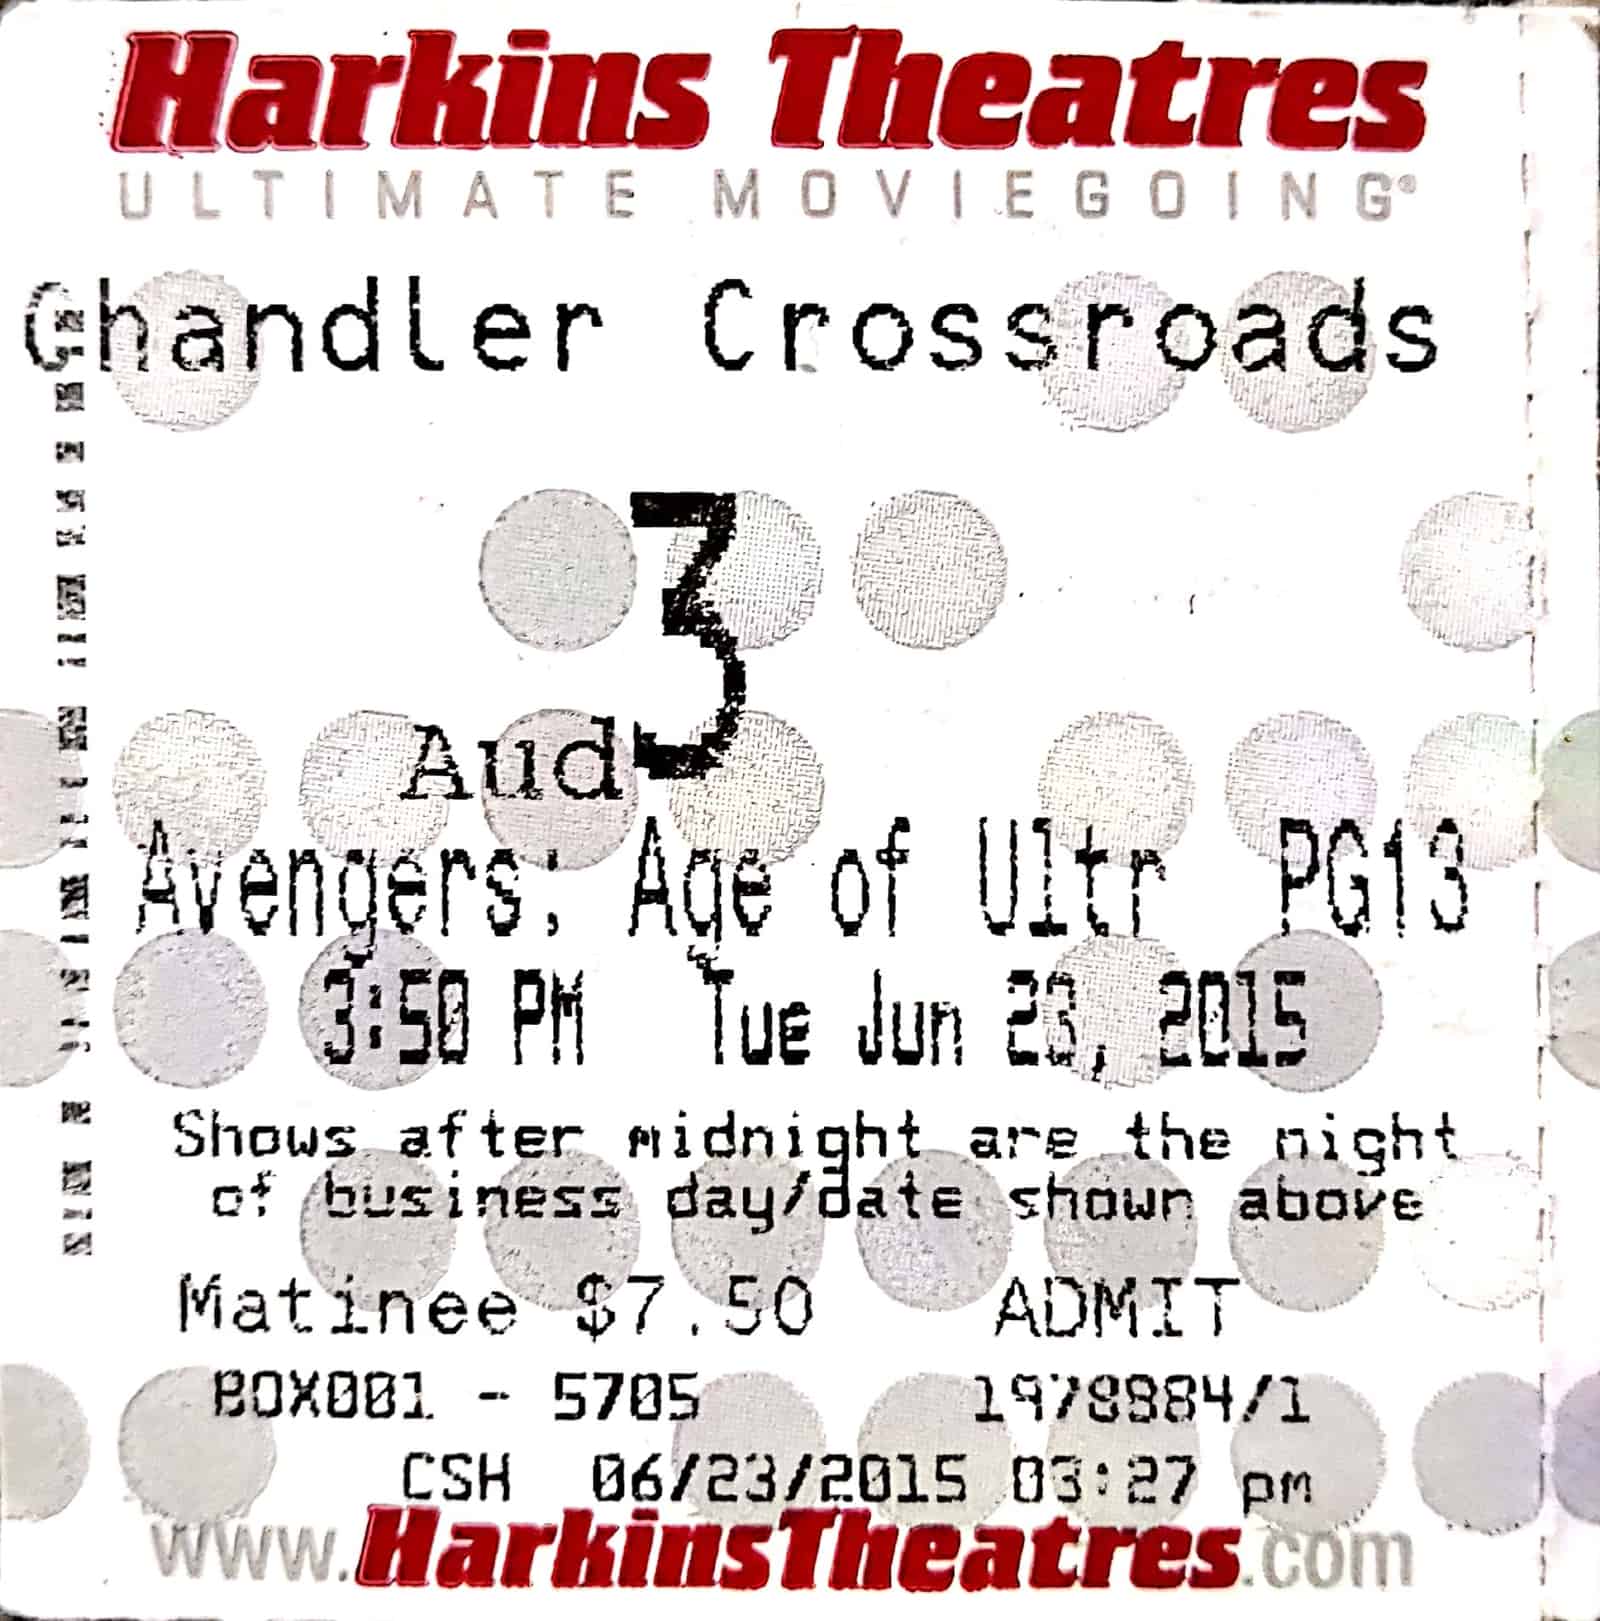 Harkins Theatres
ULTIMATE MOVIEGOING®
Chandler Crossroads
Aud 3
Avengers: Age of Ultr PG13
3:50 PM Tue Jun 23, 2015
Shows after midnight are the night
of business day/date shown above
Matinee $7.50 ADMIT
BOX001 - 5705 1978884/1
CSH 06/23/2015 03:27 pm
www.HarkinsTheatres.com